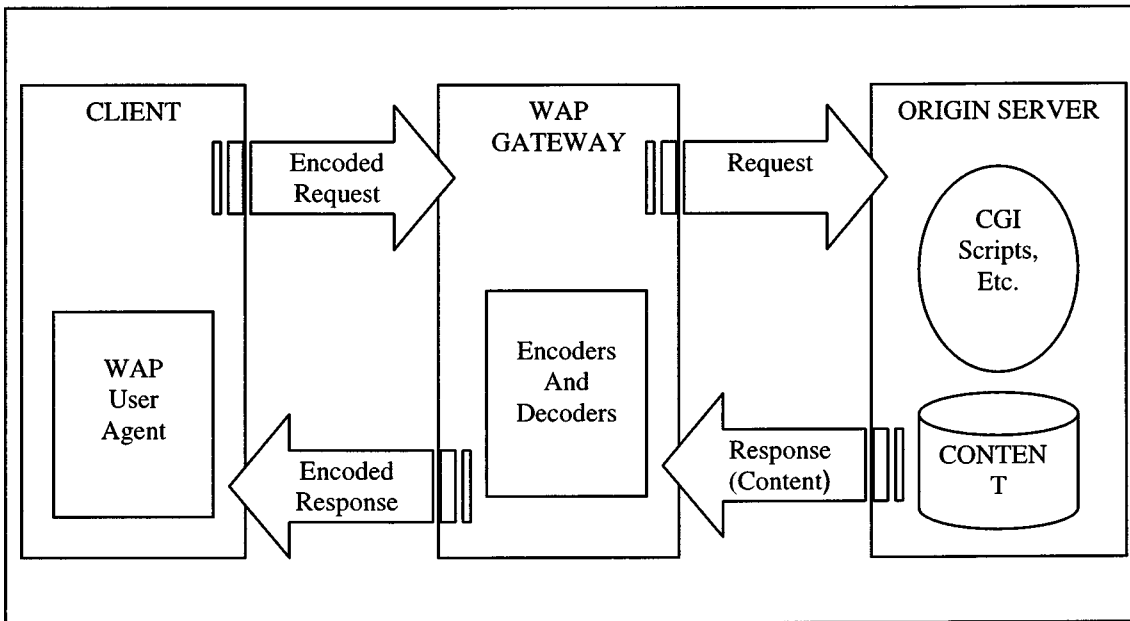 CLIENT
Encoded
Request
WAP
User
Agent
Encoded
Response
WAP
GATEWAY
Encoders
And
Decoders
Request
Response
(Content)
ORIGIN SERVER
CGI
Scripts,
Etc.
CONTEN
T